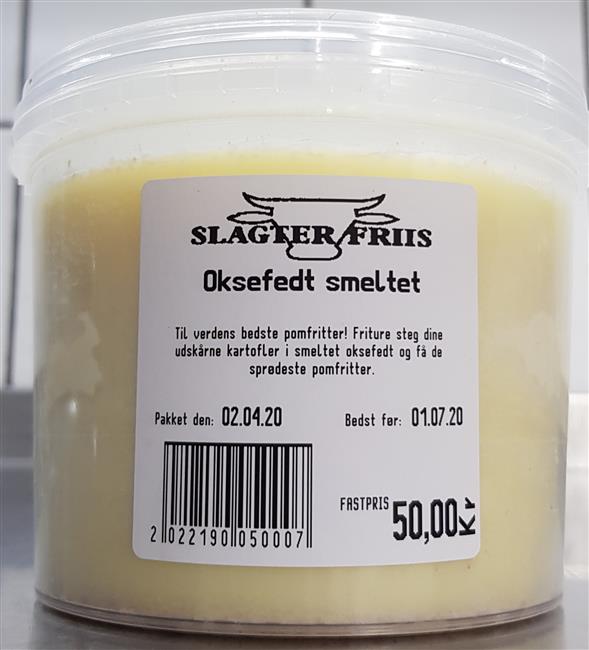 SLAGTER FRIIS
Oksefedt smeltet
Til verdens bedste pomfritter! Friture steg dine
udskårne kartofler i smeltet oksefedt og få de
sprødeste pomfritter.
Pakket den: 02.04.20 Bedst før: 01.07.20
FASTPRIS 50,00 Kr
2 022190 050007